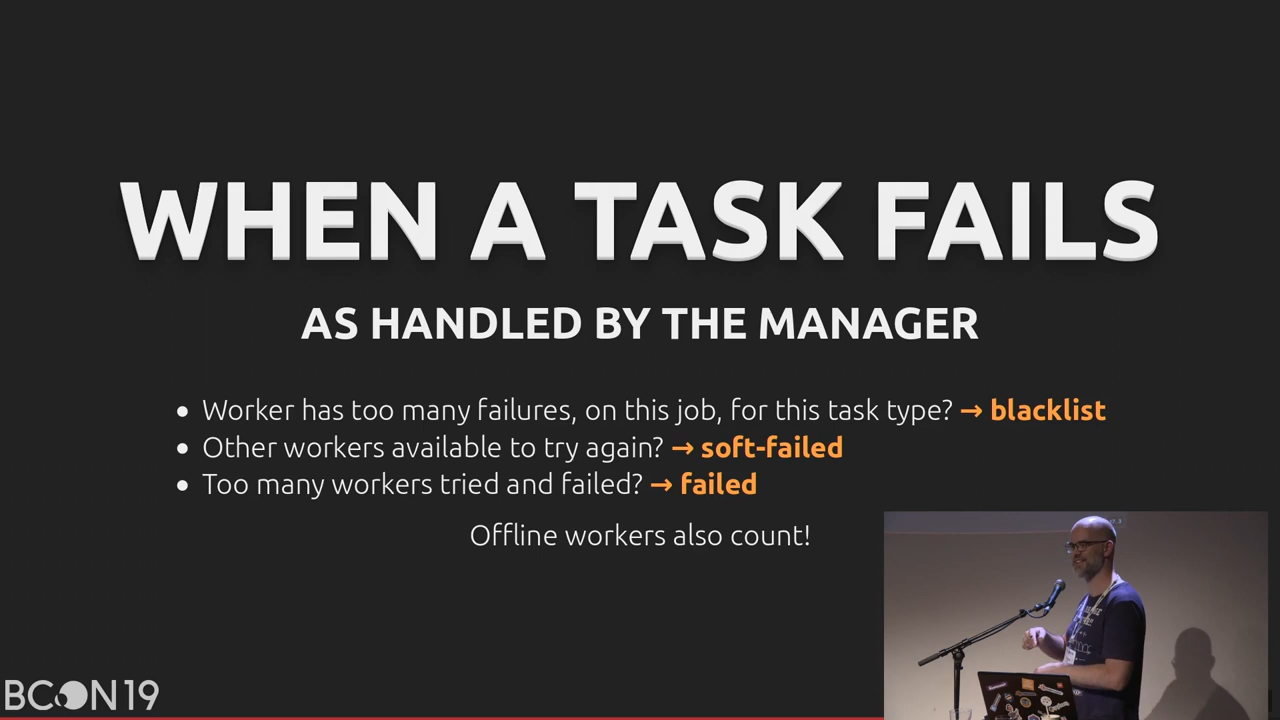 WHEN A TASK FAILS
AS HANDLED BY THE MANAGER
• Worker has too many failures, on this job, for this task type? → blacklist
• Other workers available to try again? → soft-failed
• Too many workers tried and failed? → failed
Offline workers also count!
BCON19